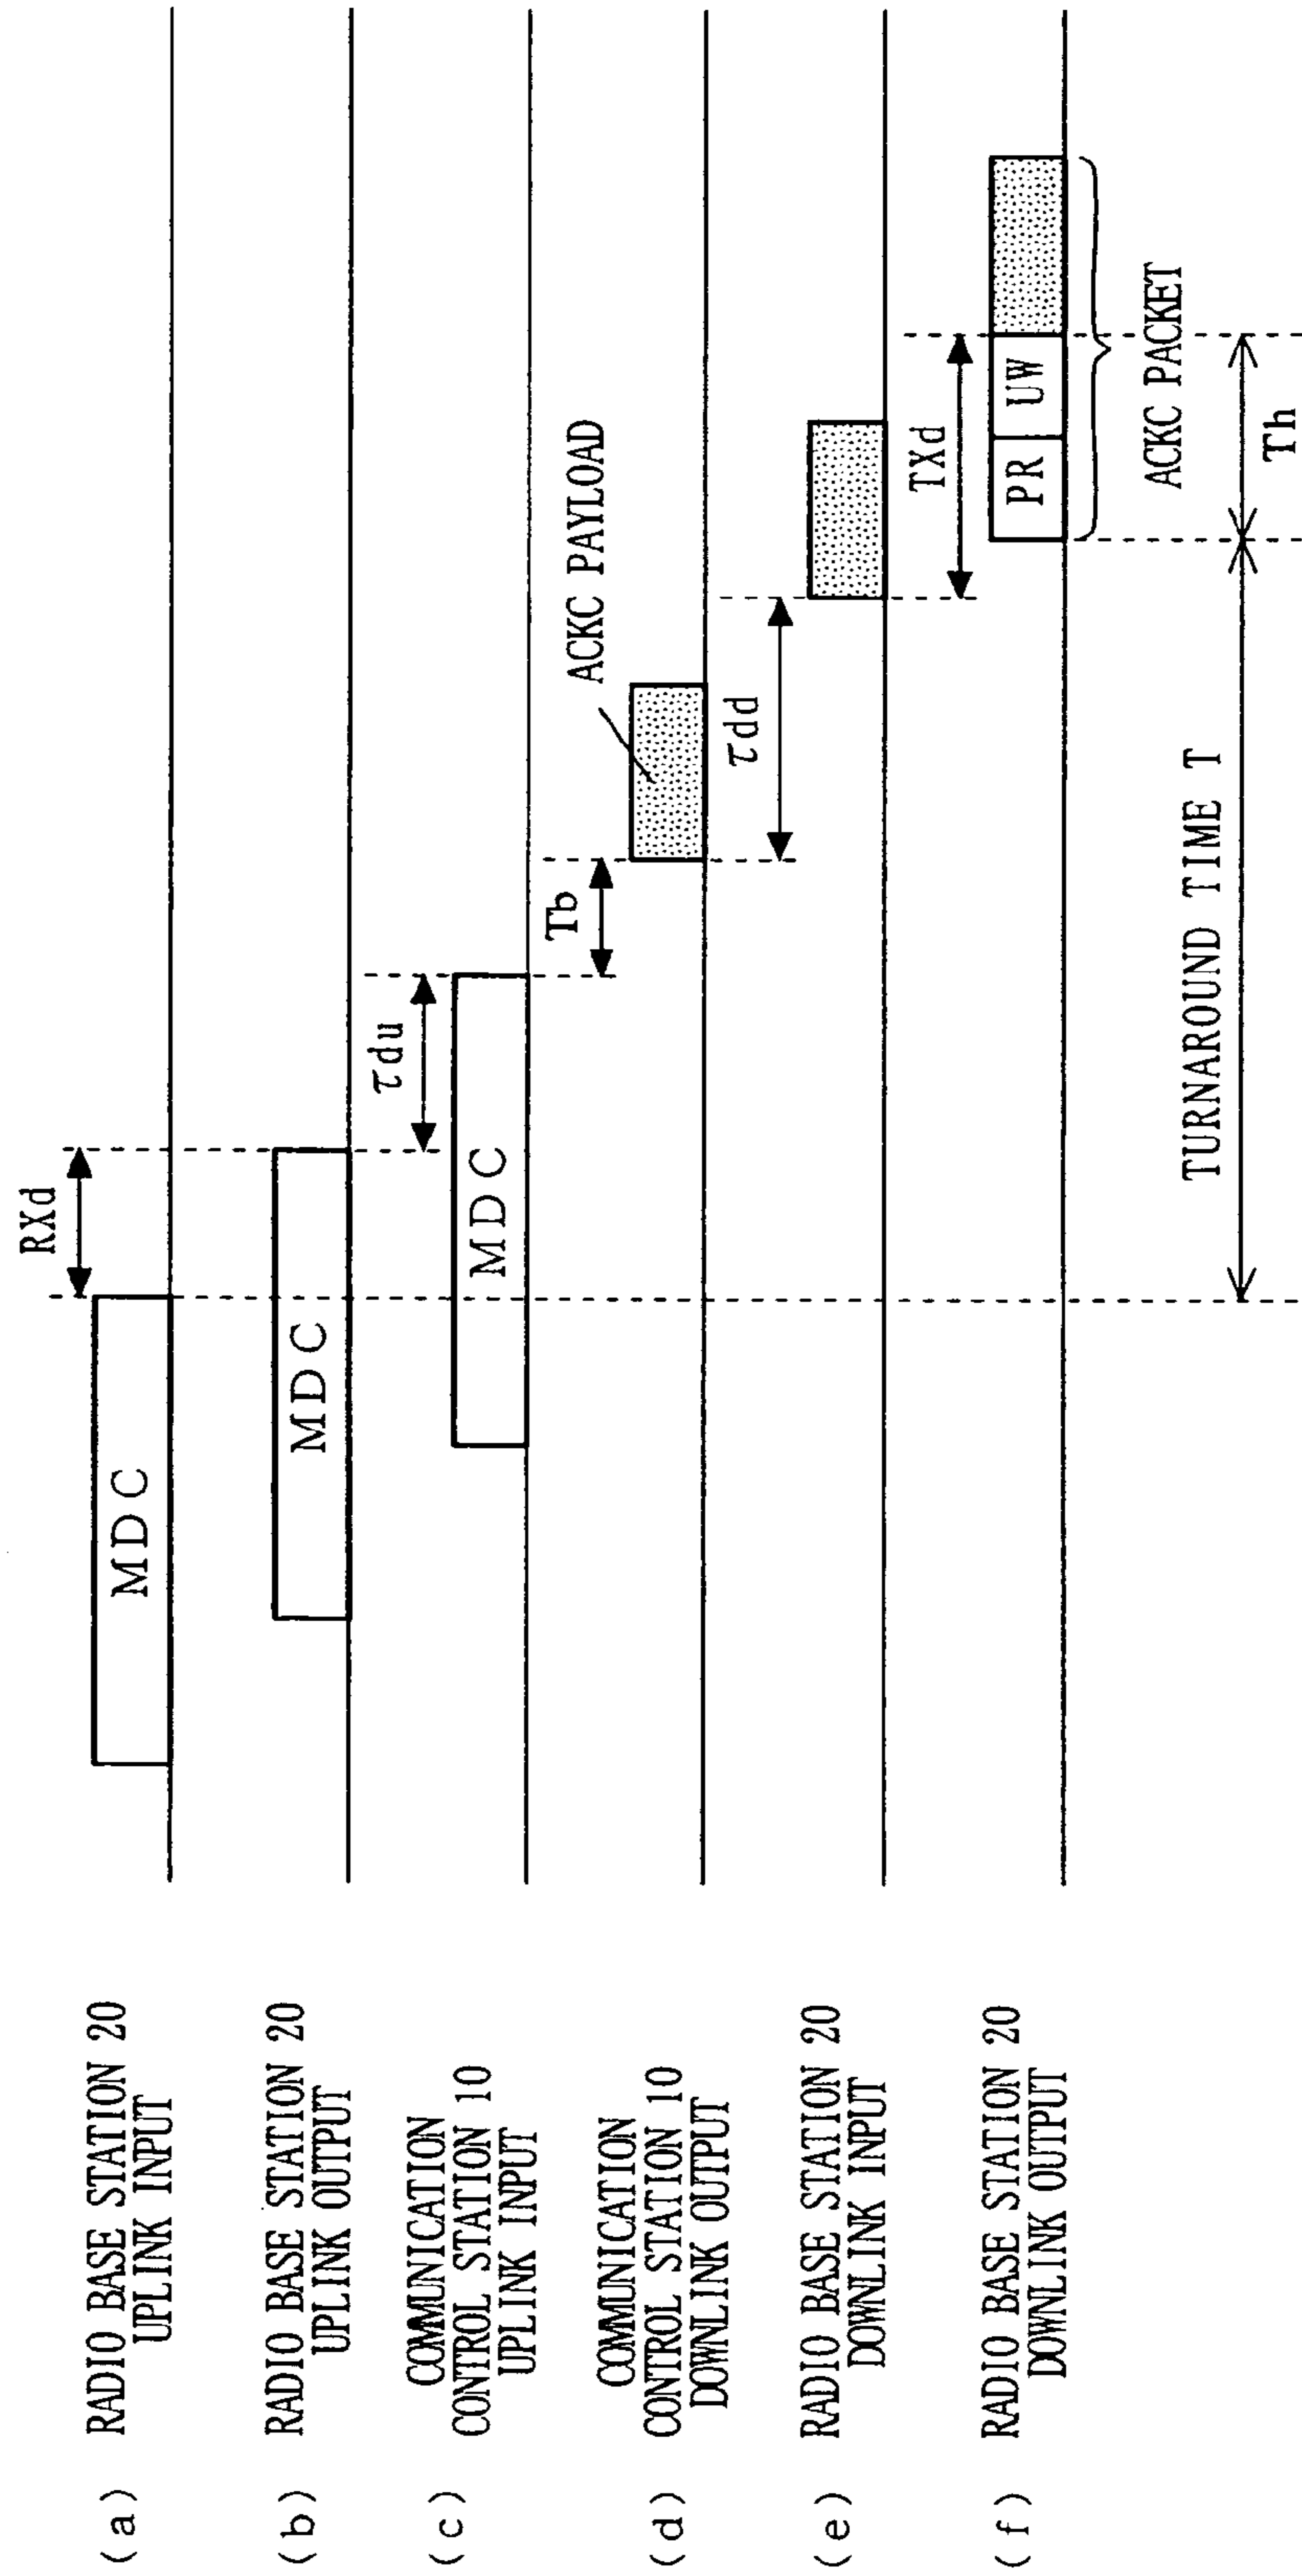 (a) RADIO BASE STATION 20
UPLINK INPUT
MDC
RXd
(b) RADIO BASE STATION 20
UPLINK OUTPUT
MDC
τdu
(c) COMMUNICATION
CONTROL STATION 10
UPLINK INPUT
MDC
Tb
ACKC PAYLOAD
(d) COMMUNICATION
CONTROL STATION 10
DOWNLINK OUTPUT
τdd
(e) RADIO BASE STATION 20
DOWNLINK INPUT
TXd
(f) RADIO BASE STATION 20
DOWNLINK OUTPUT
PR UW
ACKC PACKET
TURNAROUND TIME T
Th